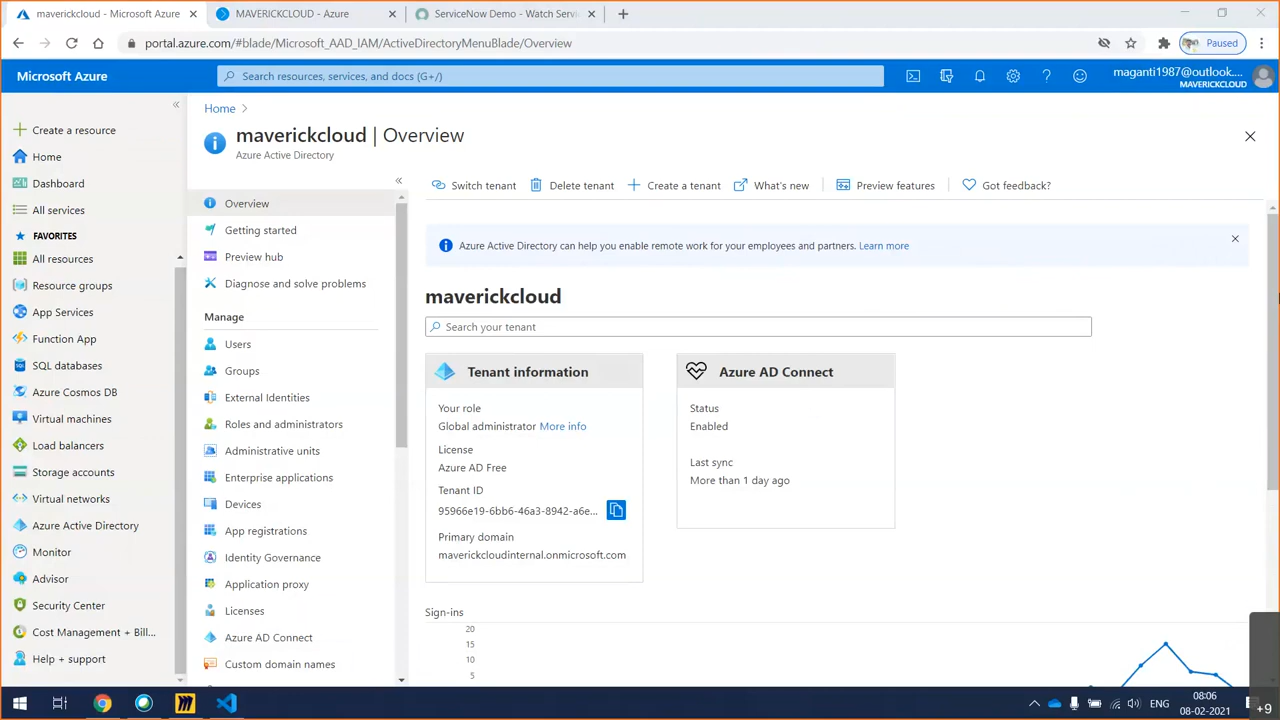 maverickcloud - Microsoft Azure
MAVERICKCLOUD - Azure
ServiceNow Demo - Watch Servi
portal.azure.com/#blade/Microsoft_AAD_IAM/ActiveDirectoryMenuBlade/Overview
Paused
Microsoft Azure
Search resources, services, and docs (G+/)
maganti1987@outlook....
MAVERICKCLOUD
Create a resource
Home
Dashboard
All services
FAVORITES
All resources
Resource groups
App Services
Function App
SQL databases
Azure Cosmos DB
Virtual machines
Load balancers
Storage accounts
Virtual networks
Azure Active Directory
Monitor
Advisor
Security Center
Cost Management + Bill...
Help + support
Home
maverickcloud | Overview
Azure Active Directory
Overview
Getting started
Preview hub
Diagnose and solve problems
Manage
Users
Groups
External Identities
Roles and administrators
Administrative units
Enterprise applications
Devices
App registrations
Identity Governance
Application proxy
Licenses
Azure AD Connect
Custom domain names
Switch tenant
Delete tenant
Create a tenant
What's new
Preview features
Got feedback?
Azure Active Directory can help you enable remote work for your employees and partners. Learn more
maverickcloud
Search your tenant
Tenant information
Your role
Global administrator More info
License
Azure AD Free
Tenant ID
95966e19-6bb6-46a3-8942-a6e...
Primary domain
maverickcloudinternal.onmicrosoft.com
Azure AD Connect
Status
Enabled
Last sync
More than 1 day ago
Sign-ins
20
15
10
5
ENG
08:06
08-02-2021
+9